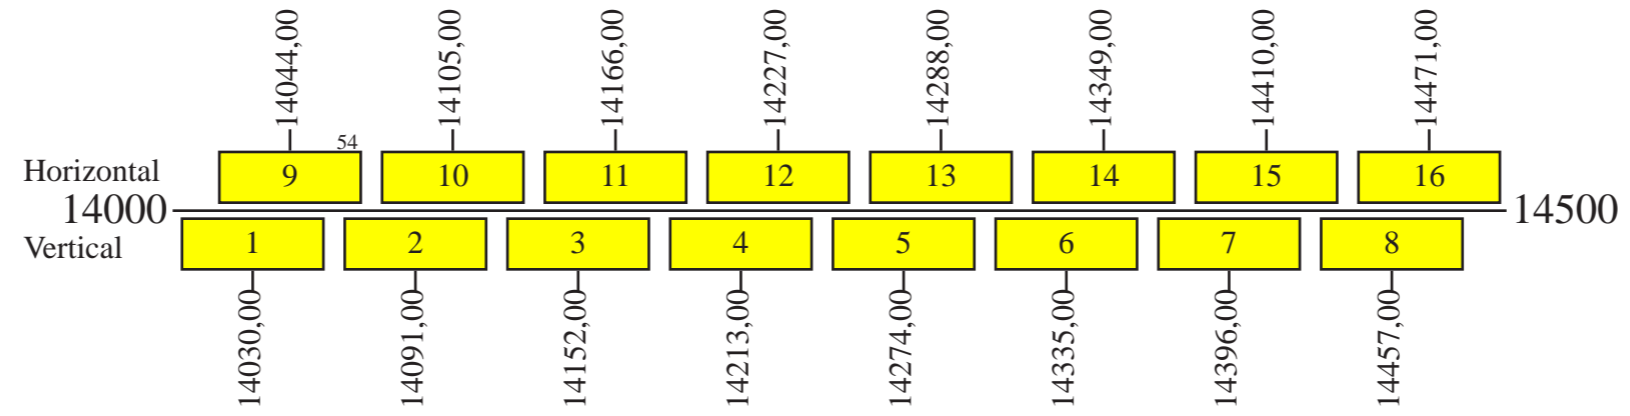 14044,00 14105,00 14166,00 14227,00 14288,00 14349,00 14410,00 14471,00
54
Horizontal 9 10 11 12 13 14 15 16
14000 14500
Vertical 1 2 3 4 5 6 7 8
14030,00 14091,00 14152,00 14213,00 14274,00 14335,00 14396,00 14457,00